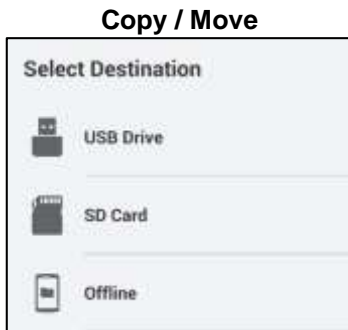 Copy / Move
Select Destination
USB Drive
SD Card
Offline